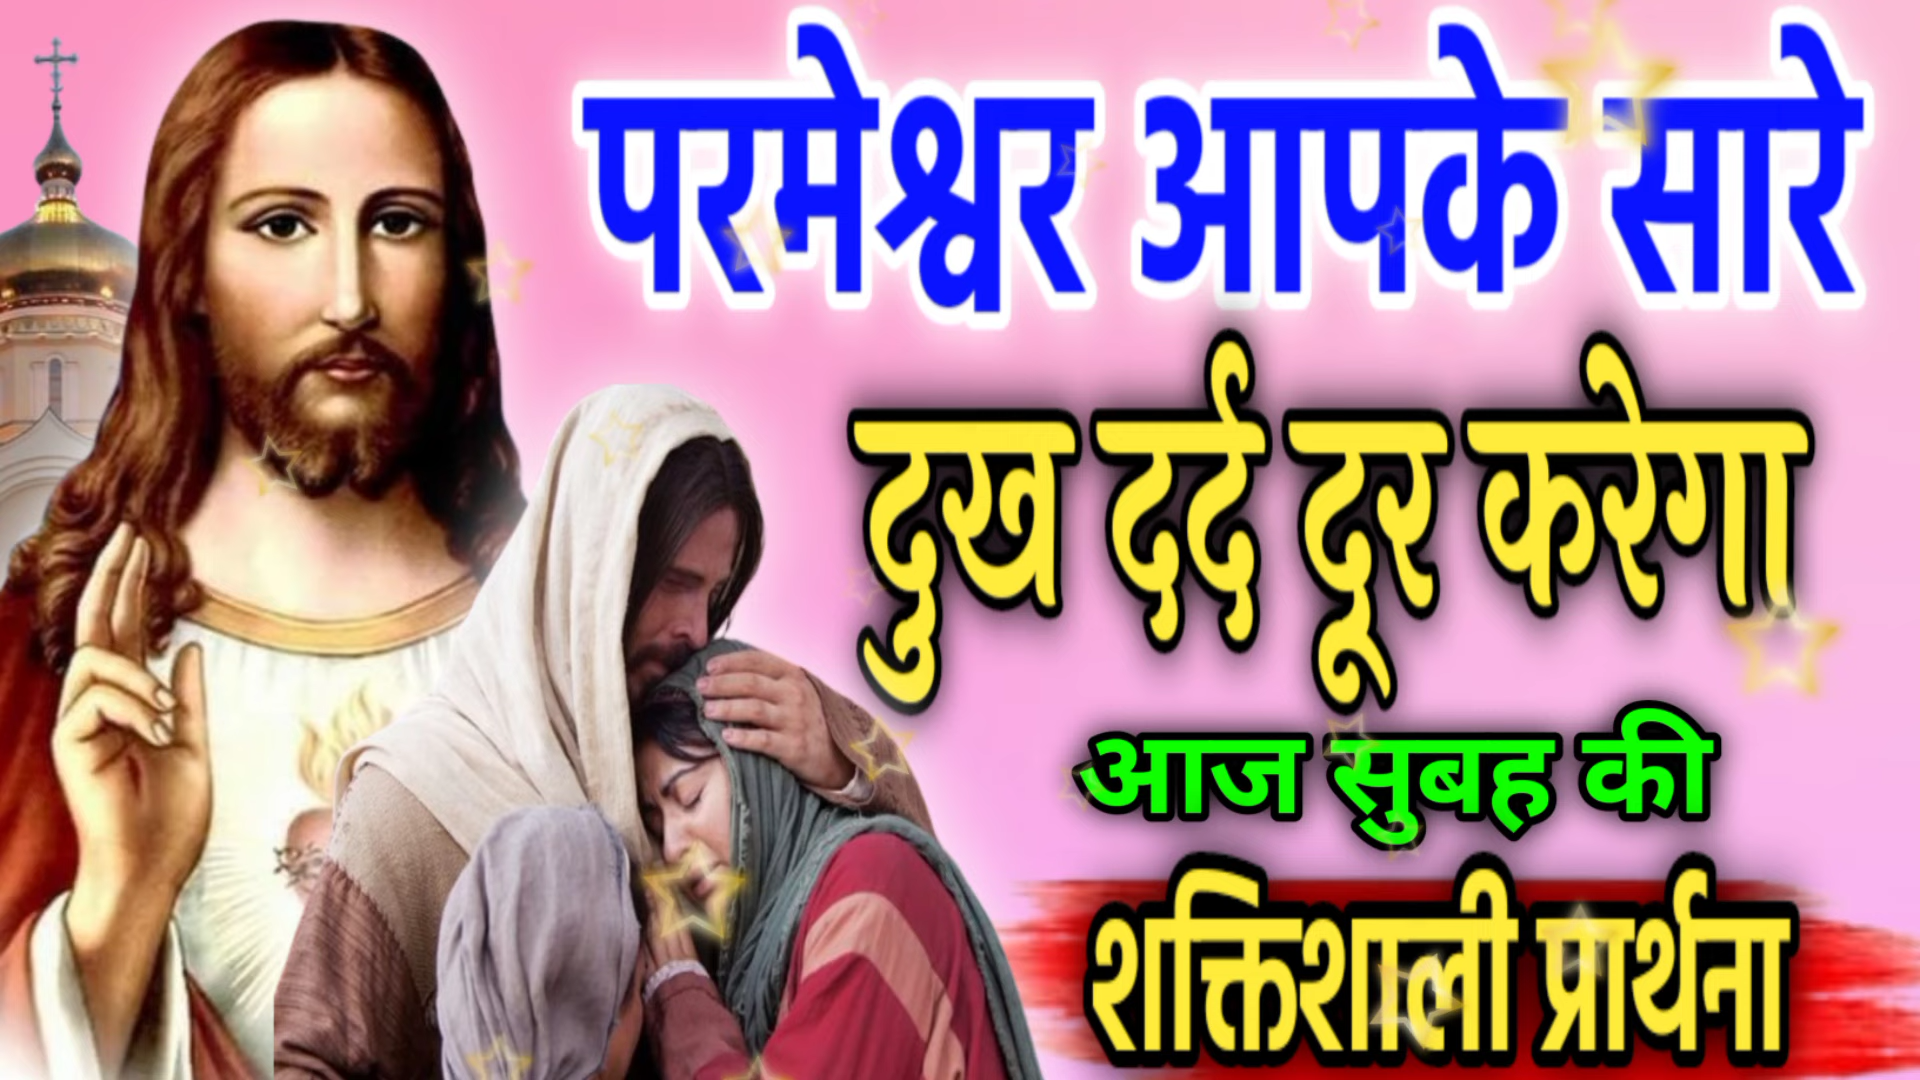 परमेश्वर आपके सारे
दुख दर्द दूर करेगा
आज सुबह की
शक्तिशाली प्रार्थना